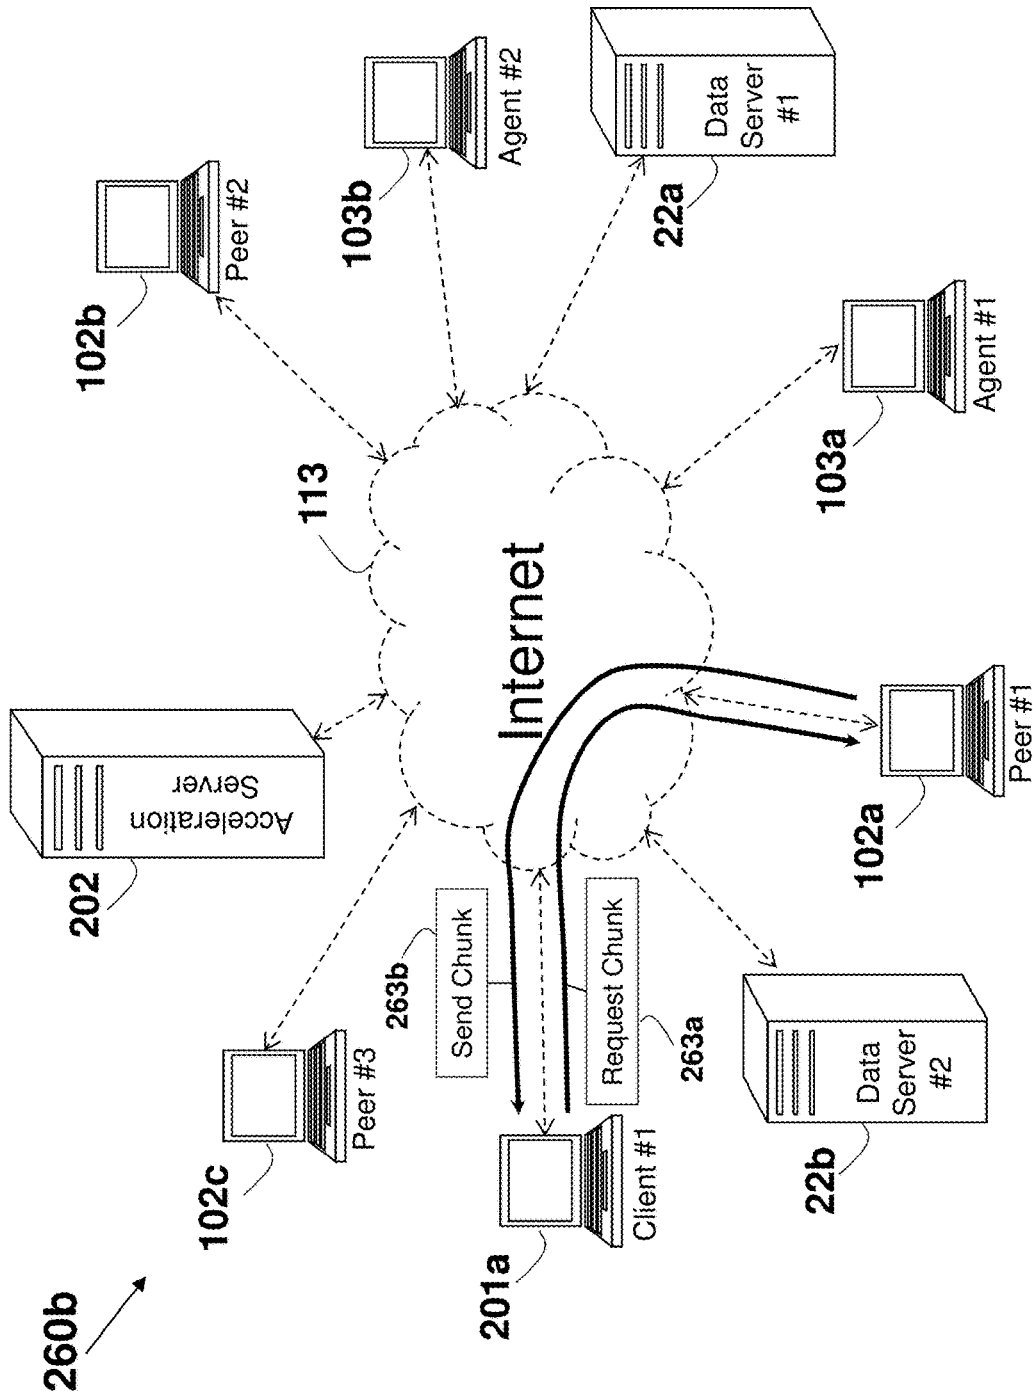 260b
102c
Peer #3
202
Acceleration
Server
113
102b
Peer #2
103b
Agent #2
Data
Server
#1
22a
Internet
263b
Send Chunk
Request Chunk
263a
201a
Client #1
Data
Server
#2
22b
102a
Peer #1
103a
Agent #1